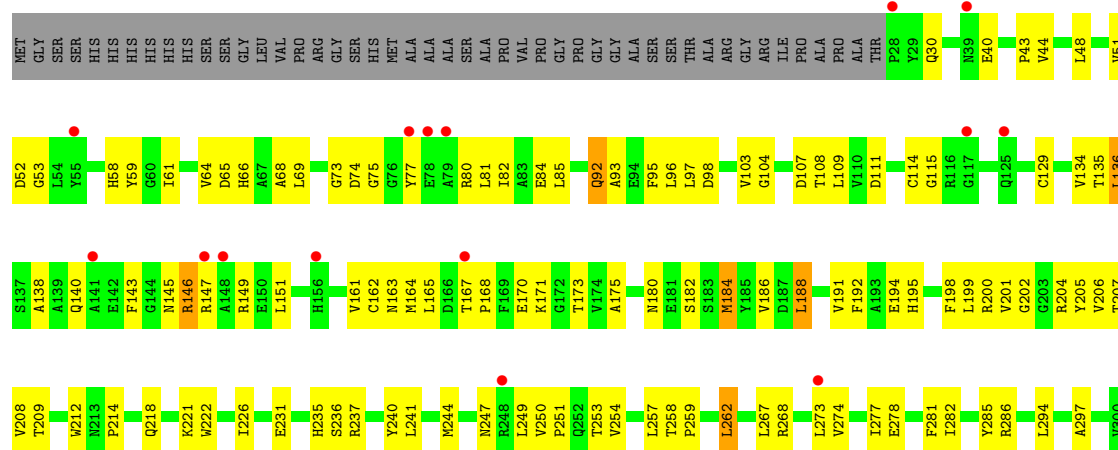 MET GLY SER SER HIS HIS HIS HIS HIS HIS SER SER GLY LEU VAL PRO ARG GLY SER HIS MET ALA ALA ALA SER ALA PRO VAL PRO GLY PRO GLY GLY ALA SER SER THR ALA ARG GLY ARG ILE PRO ALA PRO ALA THR P28 Y29 Q30 N39 E40 P43 V44 L48 V51
D52 G53 L54 Y55 H58 Y59 G60 I61 V64 D65 H66 A67 A68 L69 G73 D74 G75 G76 Y77 E78 A79 R80 L81 I82 A83 E84 L85 Q92 A93 E94 F95 L96 L97 D98 V103 G104 D107 T108 L109 V110 D111 C114 G115 R116 G117 Q125 C129 V134 T135 L136
S137 A138 A139 Q140 A141 E142 F143 G144 N145 R146 R147 A148 R149 E150 L151 H156 V161 C162 N163 M164 L165 D166 T167 P168 F169 E170 K171 G172 T173 V174 A175 N180 E181 S182 S183 M184 Y185 V186 D187 L188 V191 F192 A193 E194 H195 F198 L199 R200 V201 G202 G203 R204 Y205 V206 T207
V208 T209 W212 N213 P214 Q218 K221 W222 I226 E231 H235 S236 R237 Y240 L241 M244 N247 R248 L249 V250 P251 Q252 T253 V254 L257 T258 P259 L262 L267 R268 L273 V274 I277 E278 F281 I282 Y285 R286 L294 A297